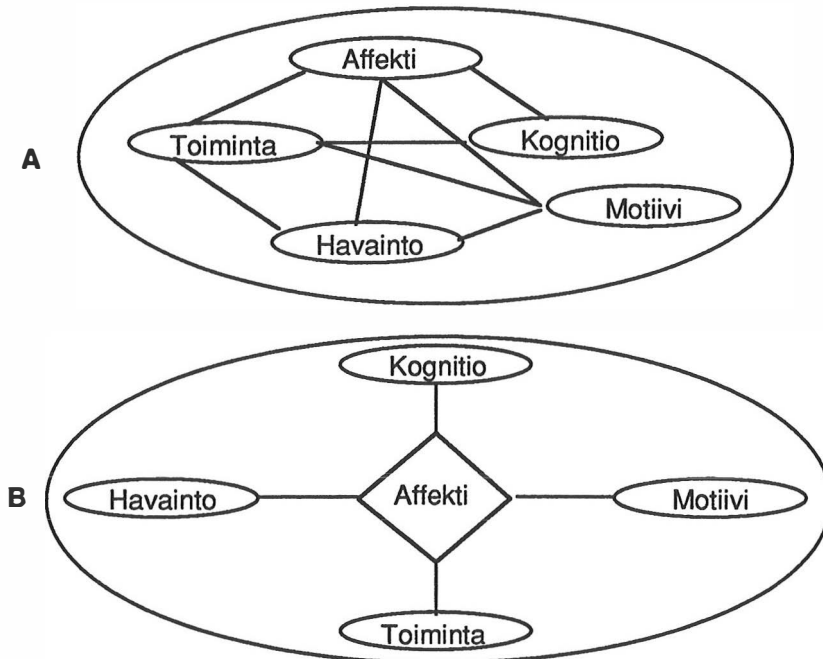 A
Affekti
Toiminta
Kognitio
Motiivi
Havainto
B
Kognitio
Havainto
Affekti
Motiivi
Toiminta